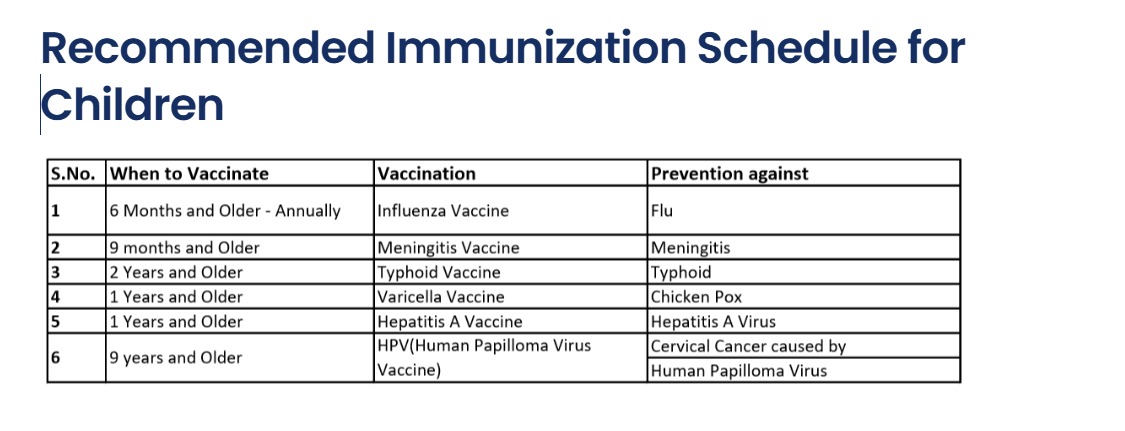 Recommended Immunization Schedule for
Children
S.No. When to Vaccinate Vaccination Prevention against
1 6 Months and Older - Annually Influenza Vaccine Flu
2 9 months and Older Meningitis Vaccine Meningitis
3 2 Years and Older Typhoid Vaccine Typhoid
4 1 Years and Older Varicella Vaccine Chicken Pox
5 1 Years and Older Hepatitis A Vaccine Hepatitis A Virus
6 9 years and Older HPV(Human Papilloma Virus Cervical Cancer caused by
Vaccine) Human Papilloma Virus